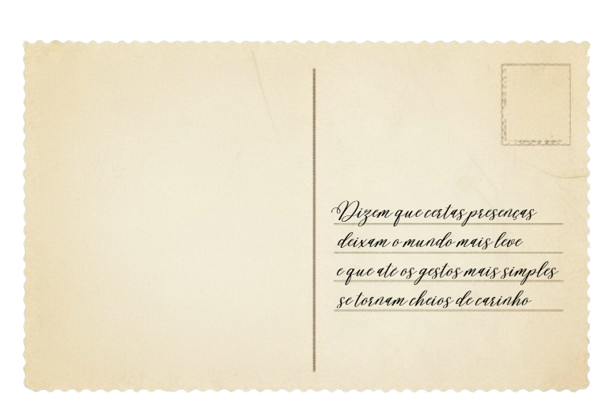 Dizem que certas presenças
deixam o mundo mais leve
e que até os gestos mais simples
se tornam cheios de carinho